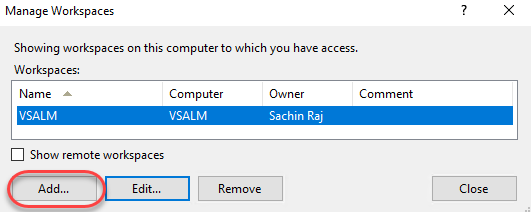 Manage Workspaces
Showing workspaces on this computer to which you have access.
Workspaces:
Name Computer Owner Comment
VSALM VSALM Sachin Raj
Show remote workspaces
Add... Edit... Remove Close